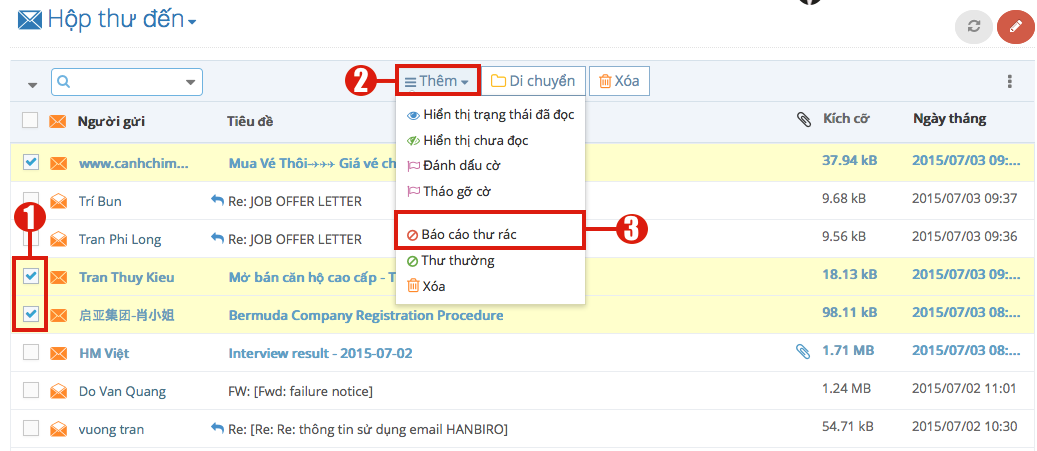 Hộp thư đến
2 Thêm Di chuyển Xóa
Người gửi Tiêu đề Kích cỡ Ngày tháng
Hiển thị trạng thái đã đọc
Hiển thị chưa đọc
Đánh dấu cờ
Tháo gỡ cờ
Báo cáo thư rác 3
Thư thường
Xóa
www.canhchim... Mua Vé Thôi→→→ Giá vé ch 37.94 kB 2015/07/03 09:...
Trí Bun Re: JOB OFFER LETTER 9.68 kB 2015/07/03 09:37
1
Tran Phi Long Re: JOB OFFER LETTER 9.56 kB 2015/07/03 09:36
Tran Thuy Kieu Mở bán căn hộ cao cấp - T 18.13 kB 2015/07/03 09:...
启亚集团-肖小姐 Bermuda Company Registration Procedure 98.11 kB 2015/07/03 08:...
HM Việt Interview result - 2015-07-02 1.71 MB 2015/07/03 08:...
Do Van Quang FW: [Fwd: failure notice] 1.24 MB 2015/07/02 11:01
vuong tran Re: [Re: Re: thông tin sử dụng email HANBIRO] 54.71 kB 2015/07/02 10:30